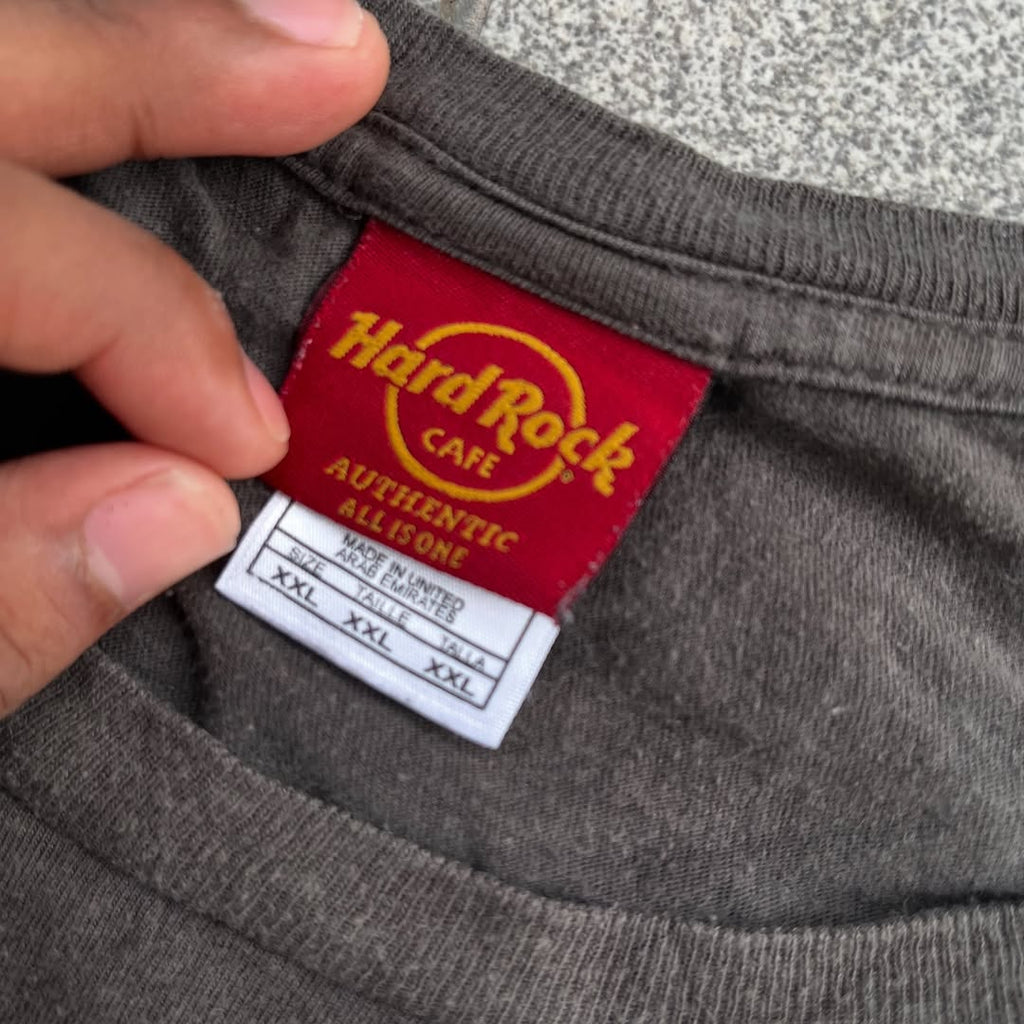 Hard Rock
CAFE
®
AUTHENTIC
ALL IS ONE
MADE IN UNITED
ARAB EMIRATES
SIZE TAILLE TALLA
XXL XXL XXL